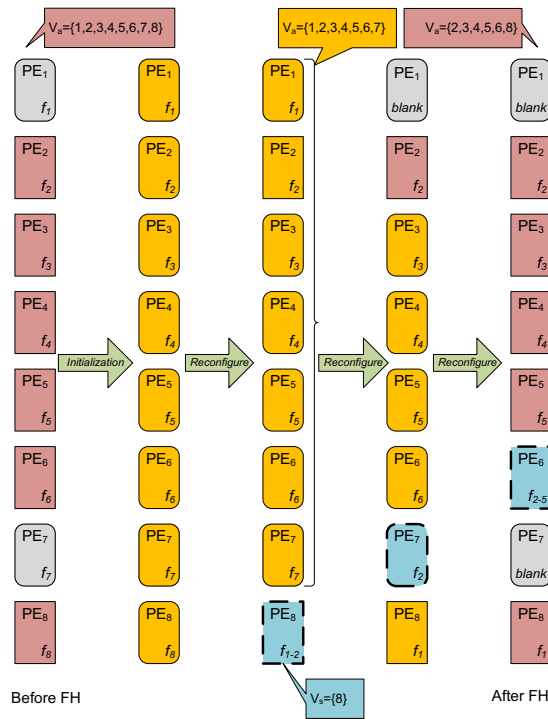 Vₐ={1,2,3,4,5,6,7,8}
Vₐ={1,2,3,4,5,6,7}
Vₐ={2,3,4,5,6,8}
PE₁ PE₁ PE₁ PE₁ PE₁
f₁ f₁ f₁ blank blank
PE₂ PE₂ PE₂ PE₂ PE₂
f₂ f₂ f₂ f₂ f₂
PE₃ PE₃ PE₃ PE₃ PE₃
f₃ f₃ f₃ f₃ f₃
PE₄ PE₄ PE₄ PE₄ PE₄
f₄ f₄ f₄ f₄ f₄
Initialization Reconfigure Reconfigure Reconfigure
PE₅ PE₅ PE₅ PE₅ PE₅
f₅ f₅ f₅ f₅ f₅
PE₆ PE₆ PE₆ PE₆ PE₆
f₆ f₆ f₆ f₆ f₂₋₅
PE₇ PE₇ PE₇ PE₇ PE₇
f₇ f₇ f₇ f₂ blank
PE₈ PE₈ PE₈ PE₈ PE₈
f₈ f₈ f₁₋₂ f₁ f₁
Before FH
Vₛ={8}
After FH